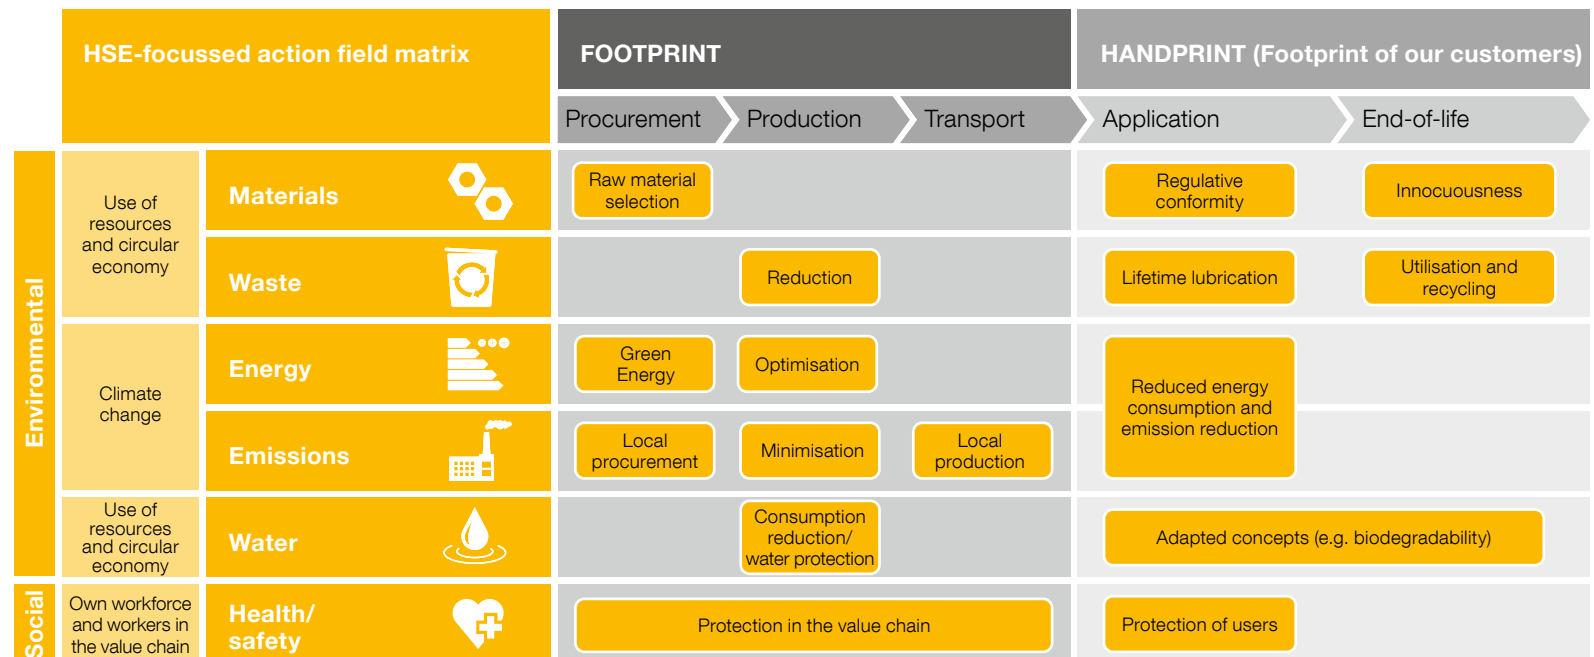 HSE-focussed action field matrix
FOOTPRINT
HANDPRINT (Footprint of our customers)
Procurement
Production
Transport
Application
End-of-life
Environmental
Use of
resources
and circular
economy
Materials
Raw material
selection
Regulative
conformity
Innocuousness
Waste
Reduction
Lifetime lubrication
Utilisation and
recycling
Climate
change
Energy
Green
Energy
Optimisation
Reduced energy
consumption and
emission reduction
Emissions
Local
procurement
Minimisation
Local
production
Use of
resources
and circular
economy
Water
Consumption
reduction/
water protection
Adapted concepts (e.g. biodegradability)
Social
Own workforce
and workers in
the value chain
Health/
safety
Protection in the value chain
Protection of users